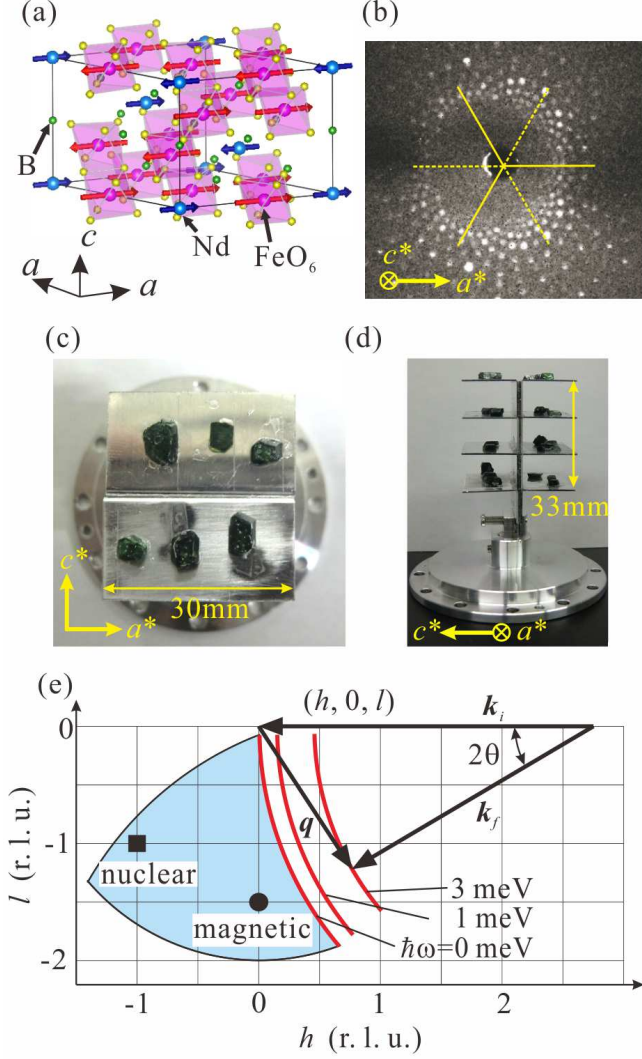 (a)
(b)
B
Nd
FeO₆
c
a
a
c*
a*
(c)
(d)
c*
a*
30mm
33mm
c*
a*
(e)
(h, 0, l)
kᵢ
2θ
q
k_f
nuclear
magnetic
3 meV
1 meV
ħω=0 meV
0
-1
-2
l (r. l. u.)
-1
0
1
2
h (r. l. u.)